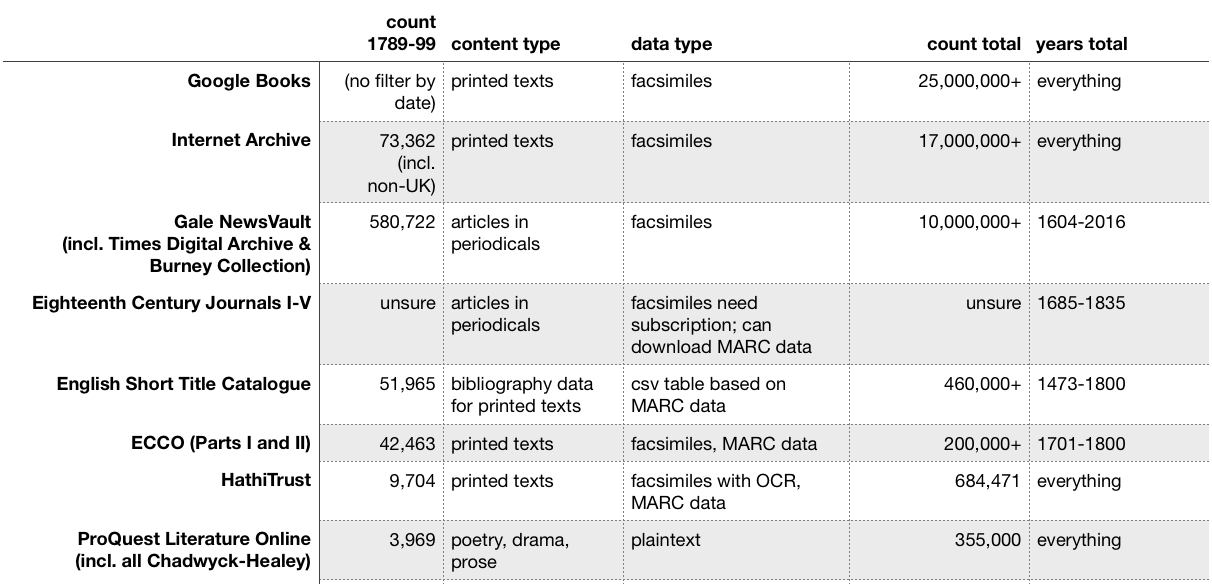 count
1789-99 content type data type count total years total
Google Books (no filter by printed texts facsimiles 25,000,000+ everything
date)
Internet Archive 73,362 printed texts facsimiles 17,000,000+ everything
(incl.
non-UK)
Gale NewsVault 580,722 articles in facsimiles 10,000,000+ 1604-2016
(incl. Times Digital Archive & periodicals
Burney Collection)
Eighteenth Century Journals I-V unsure articles in facsimiles need unsure 1685-1835
periodicals subscription; can
download MARC data
English Short Title Catalogue 51,965 bibliography data csv table based on 460,000+ 1473-1800
for printed texts MARC data
ECCO (Parts I and II) 42,463 printed texts facsimiles, MARC data 200,000+ 1701-1800
HathiTrust 9,704 printed texts facsimiles with OCR, 684,471 everything
MARC data
ProQuest Literature Online 3,969 poetry, drama, plaintext 355,000 everything
(incl. all Chadwyck-Healey) prose